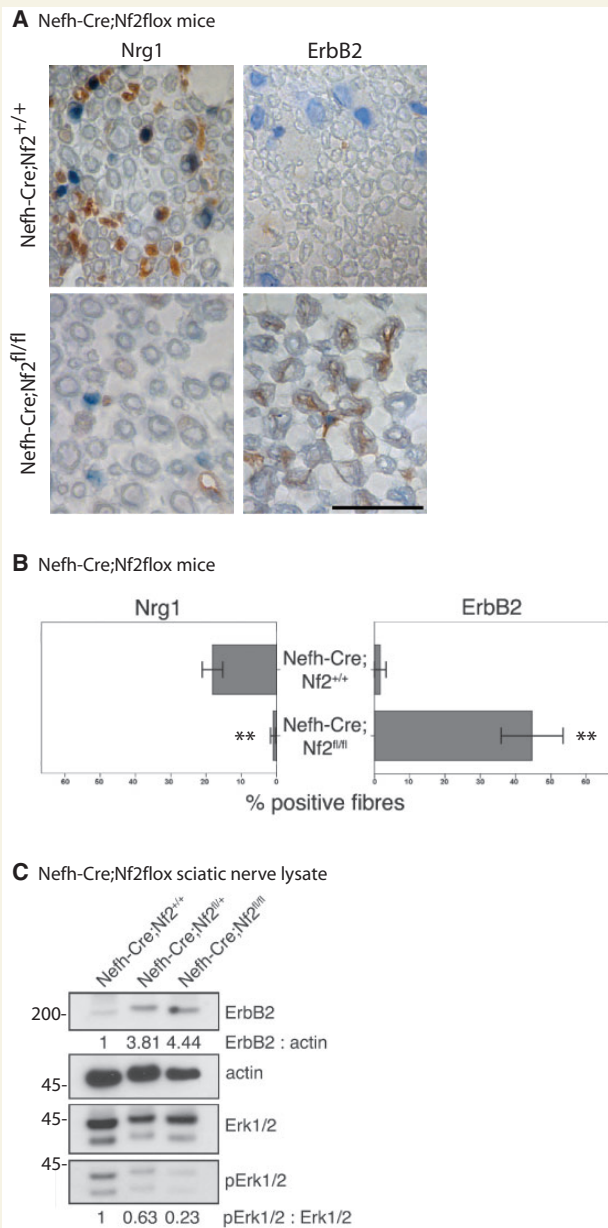 A Nefh-Cre;Nf2flox mice
Nrg1 ErbB2
Nefh-Cre;Nf2+/+
Nefh-Cre;Nf2fl/fl
B Nefh-Cre;Nf2flox mice
Nrg1 ErbB2
Nefh-Cre;
Nf2+/+
** Nefh-Cre; **
Nf2fl/fl
60 50 40 30 20 10 0 0 10 20 30 40 50 60
% positive fibres
C Nefh-Cre;Nf2flox sciatic nerve lysate
Nefh-Cre;Nf2+/+ Nefh-Cre;Nf2fl/+ Nefh-Cre;Nf2fl/fl
200- ErbB2
1 3.81 4.44 ErbB2 : actin
45- actin
45- Erk1/2
45- pErk1/2
1 0.63 0.23 pErk1/2 : Erk1/2